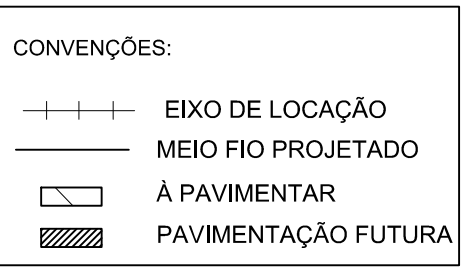 CONVENÇÕES:
EIXO DE LOCAÇÃO
MEIO FIO PROJETADO
À PAVIMENTAR
PAVIMENTAÇÃO FUTURA